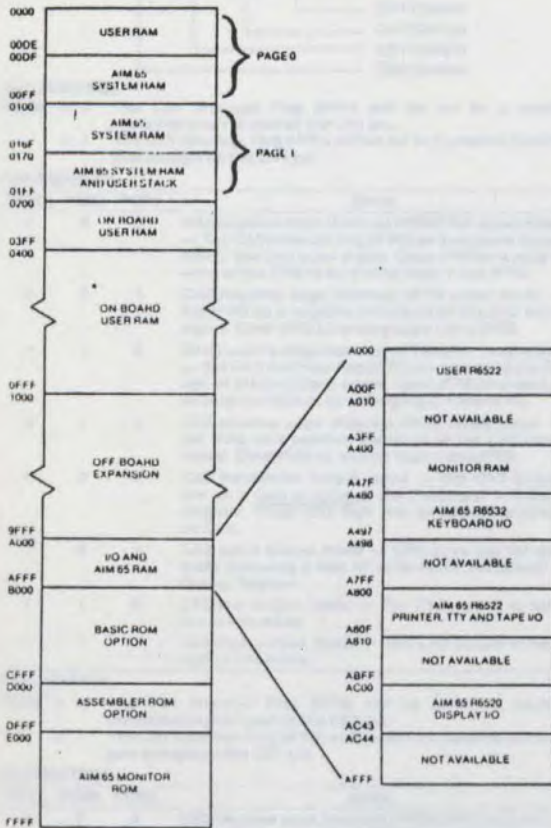 0000
USER RAM
00DE
00DF
AIM 65
SYSTEM RAM
00FF
PAGE 0
0100
AIM 65
SYSTEM RAM
016F
0170
AIM 65 SYSTEM RAM
AND USER STACK
01FF
PAGE 1
0200
ON BOARD
USER RAM
03FF
0400
ON BOARD
USER RAM
0FFF
1000
OFF BOARD
EXPANSION
9FFF
A000
I/O AND
AIM 65 RAM
AFFF
B000
BASIC ROM
OPTION
CFFF
D000
ASSEMBLER ROM
OPTION
DFFF
E000
AIM 65 MONITOR
ROM
FFFF
A000
USER R6522
A00F
A010
NOT AVAILABLE
A3FF
A400
MONITOR RAM
A47F
A480
AIM 65 R6532
KEYBOARD I/O
A497
A498
NOT AVAILABLE
A7FF
A800
AIM 65 R6522
PRINTER, TTY AND TAPE I/O
A80F
A810
NOT AVAILABLE
ABFF
AC00
AIM 65 R6520
DISPLAY I/O
AC43
AC44
NOT AVAILABLE
AFFF